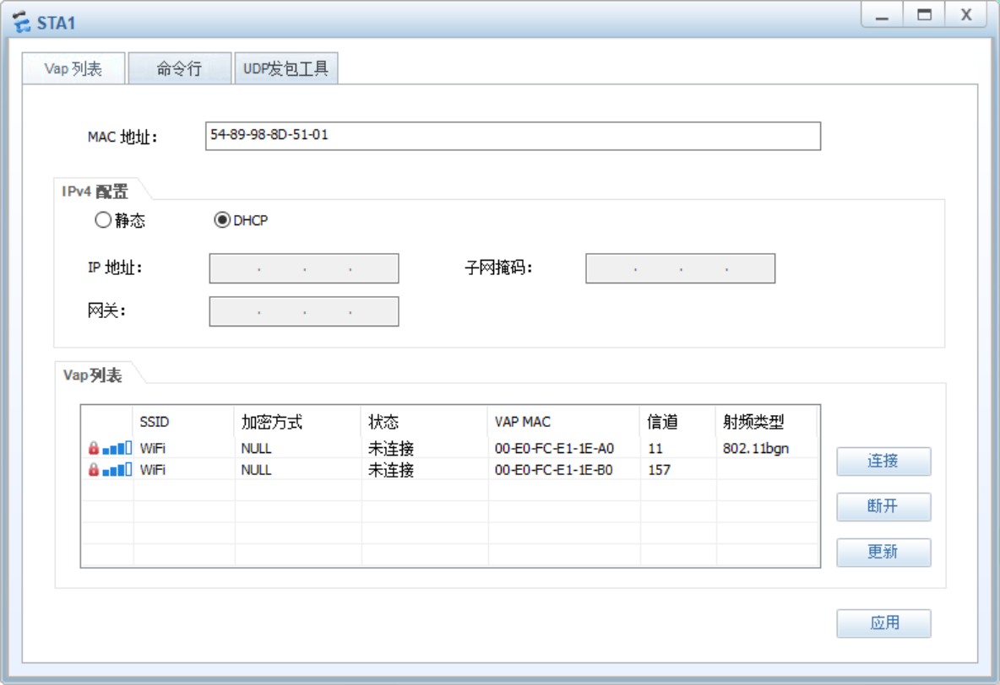 STA1
X
Vap 列表 命令行 UDP发包工具
MAC 地址: 54-89-98-8D-51-01
IPv4 配置
静态 DHCP
IP 地址: . . . 子网掩码: . . .
网关: . . .
Vap列表
SSID 加密方式 状态 VAP MAC 信道 射频类型
WiFi NULL 未连接 00-E0-FC-E1-1E-A0 11 802.11bgn
WiFi NULL 未连接 00-E0-FC-E1-1E-B0 157
连接
断开
更新
应用